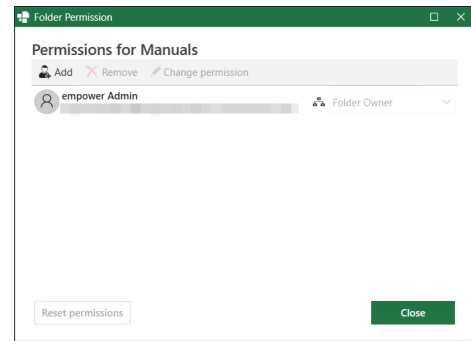 Folder Permission
Permissions for Manuals
Add Remove Change permission
empower Admin
Folder Owner
Reset permissions Close